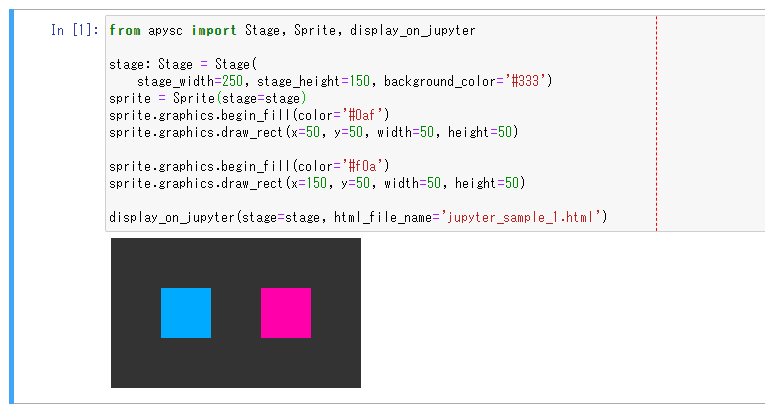 In [1]: from apysc import Stage, Sprite, display_on_jupyter
stage: Stage = Stage(
    stage_width=250, stage_height=150, background_color='#333')
sprite = Sprite(stage=stage)
sprite.graphics.begin_fill(color='#0af')
sprite.graphics.draw_rect(x=50, y=50, width=50, height=50)
sprite.graphics.begin_fill(color='#f0a')
sprite.graphics.draw_rect(x=150, y=50, width=50, height=50)
display_on_jupyter(stage=stage, html_file_name='jupyter_sample_1.html')